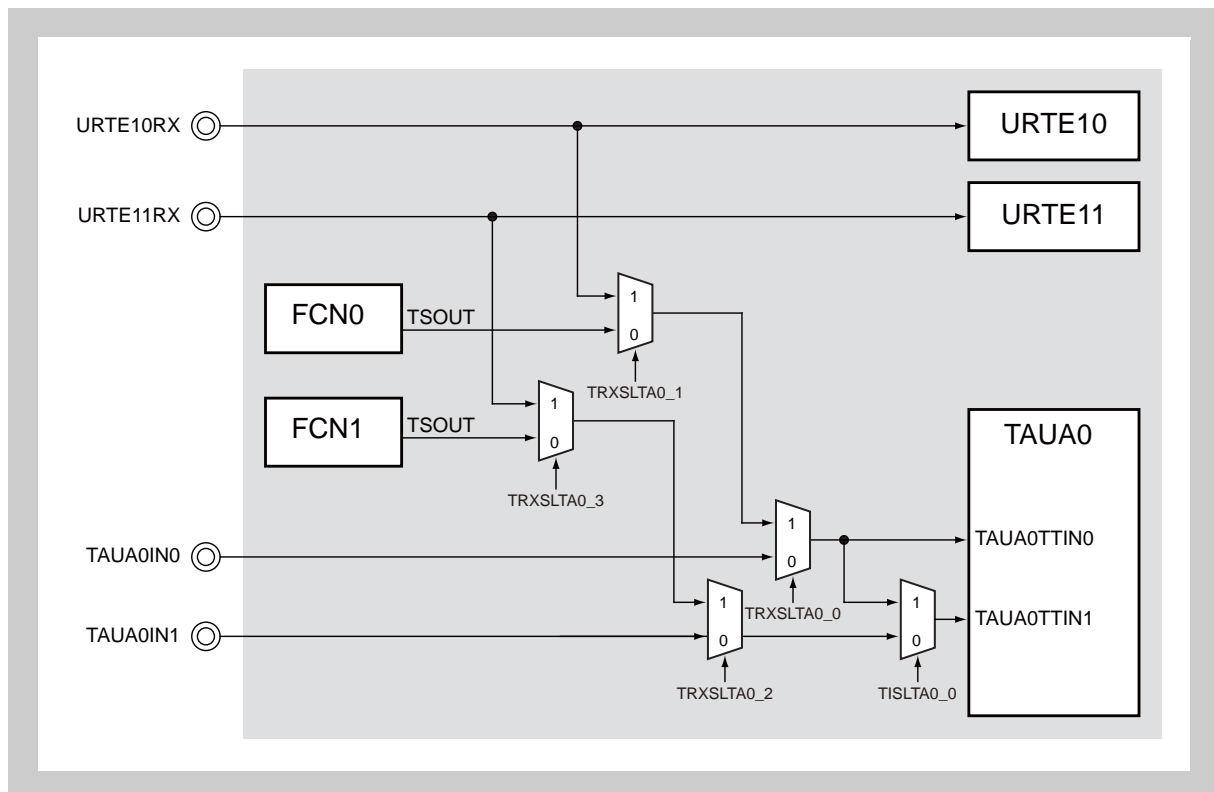 URTE10RX
URTE10
URTE11RX
URTE11
1
FCN0
TSOUT
0
TRXSLTA0_1
1
FCN1
TSOUT
0
TAUA0
TRXSLTA0_3
1
TAUA0IN0
0
TAUA0TTIN0
TRXSLTA0_0
1
1
TAUA0TTIN1
TAUA0IN1
0
0
TRXSLTA0_2
TISLTA0_0